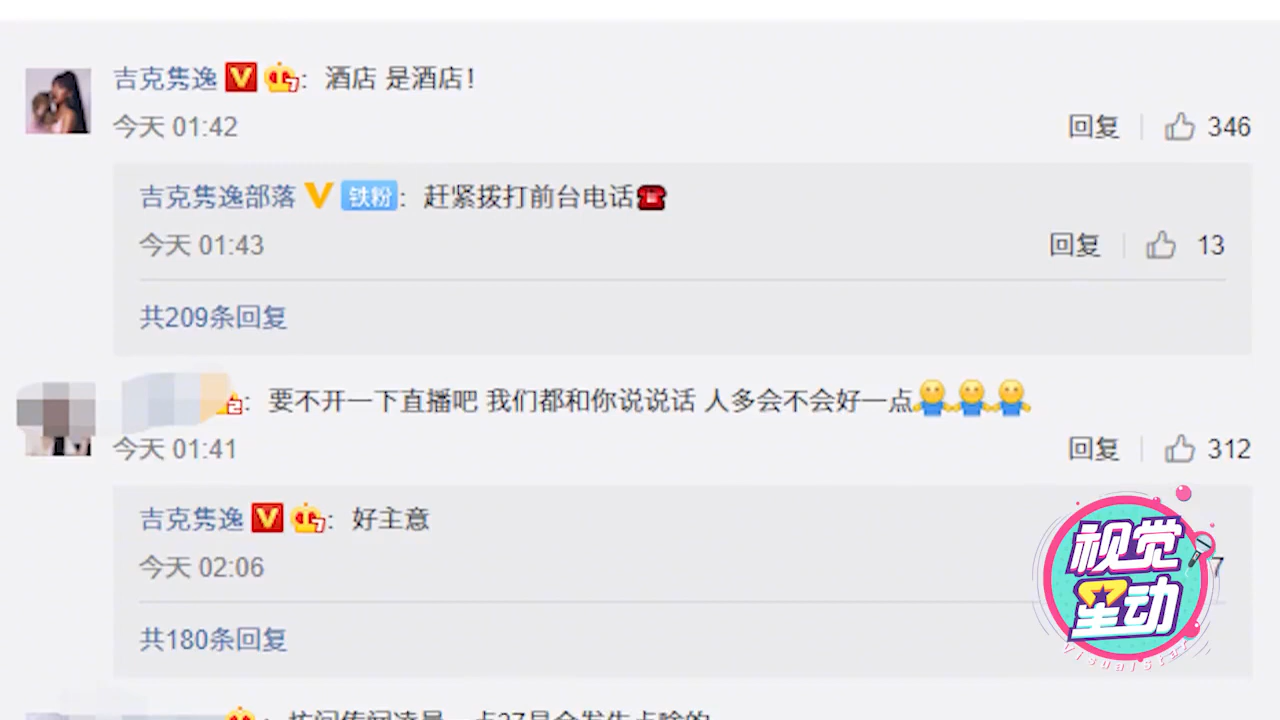 吉克隽逸 V : 酒店 是酒店！
今天 01:42 回复 346
吉克隽逸部落 V 铁粉 : 赶紧拨打前台电话
今天 01:43 回复 13
共209条回复
: 要不开一下直播吧 我们都和你说说话 人多会不会好一点
今天 01:41 回复 312
吉克隽逸 V : 好主意
今天 02:06 7
共180条回复
视觉
星动
VisualStar